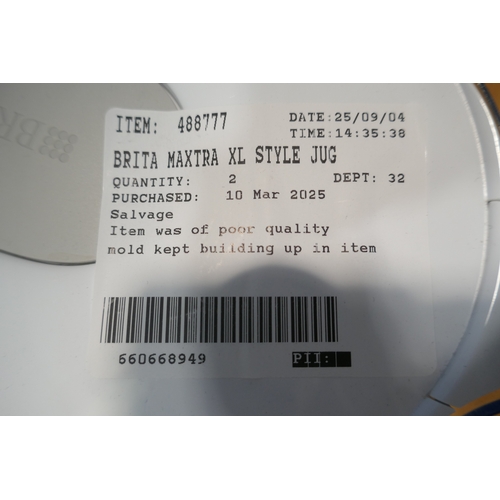 ITEM: 488777 DATE:25/09/04
TIME:14:35:38
BRITA MAXTRA XL STYLE JUG
QUANTITY: 2 DEPT: 32
PURCHASED: 10 Mar 2025
Salvage
Item was of poor quality
mold kept building up in item
660668949 PII: